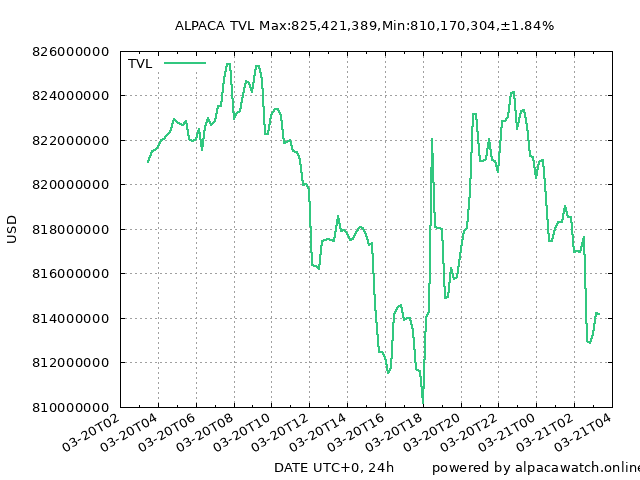 ALPACA TVL Max:825,421,389,Min:810,170,304,±1.84%
TVL
826000000
824000000
822000000
820000000
818000000
816000000
814000000
812000000
810000000
USD
03-20T02
03-20T04
03-20T06
03-20T08
03-20T10
03-20T12
03-20T14
03-20T16
03-20T18
03-20T20
03-20T22
03-21T00
03-21T02
03-21T04
DATE UTC+0, 24h
powered by alpacawatch.online